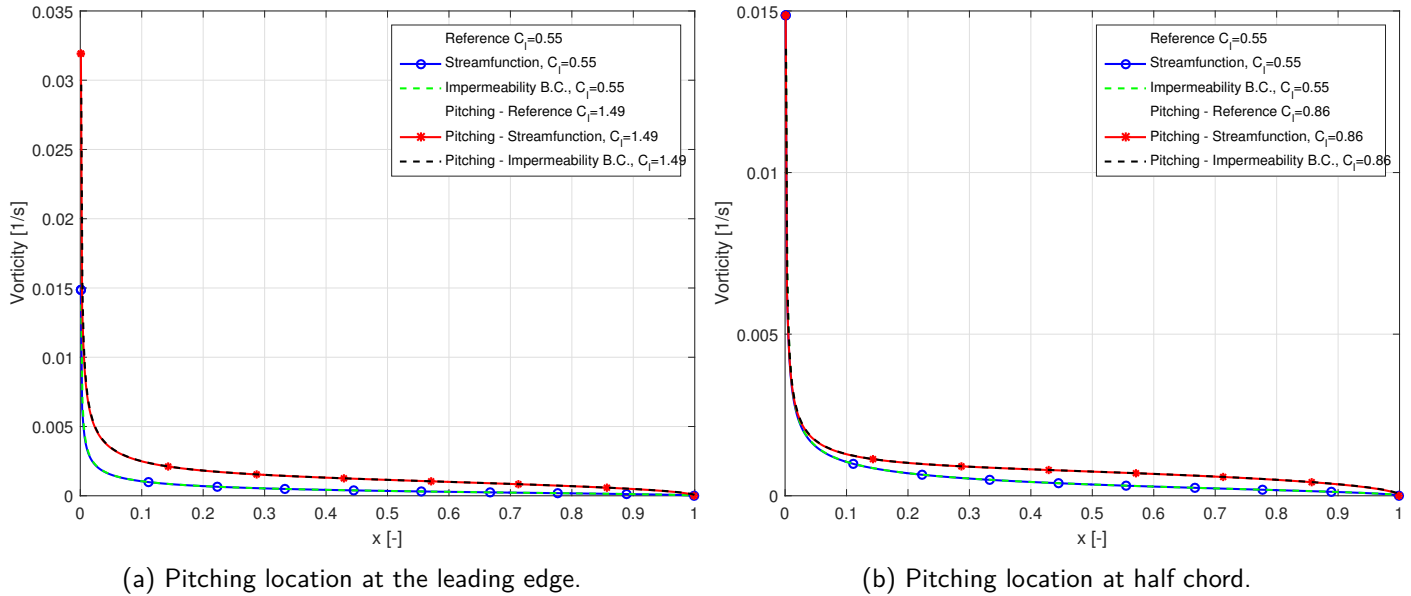 0.035
0.03
0.025
0.02
0.015
0.01
0.005
0
Vorticity [1/s]
0 0.1 0.2 0.3 0.4 0.5 0.6 0.7 0.8 0.9 1
x [-]
Reference C_l=0.55
Streamfunction, C_l=0.55
Impermeability B.C., C_l=0.55
Pitching - Reference C_l=1.49
Pitching - Streamfunction, C_l=1.49
Pitching - Impermeability B.C., C_l=1.49
(a) Pitching location at the leading edge.
0.015
0.01
0.005
0
Vorticity [1/s]
0 0.1 0.2 0.3 0.4 0.5 0.6 0.7 0.8 0.9 1
x [-]
Reference C_l=0.55
Streamfunction, C_l=0.55
Impermeability B.C., C_l=0.55
Pitching - Reference C_l=0.86
Pitching - Streamfunction, C_l=0.86
Pitching - Impermeability B.C., C_l=0.86
(b) Pitching location at half chord.